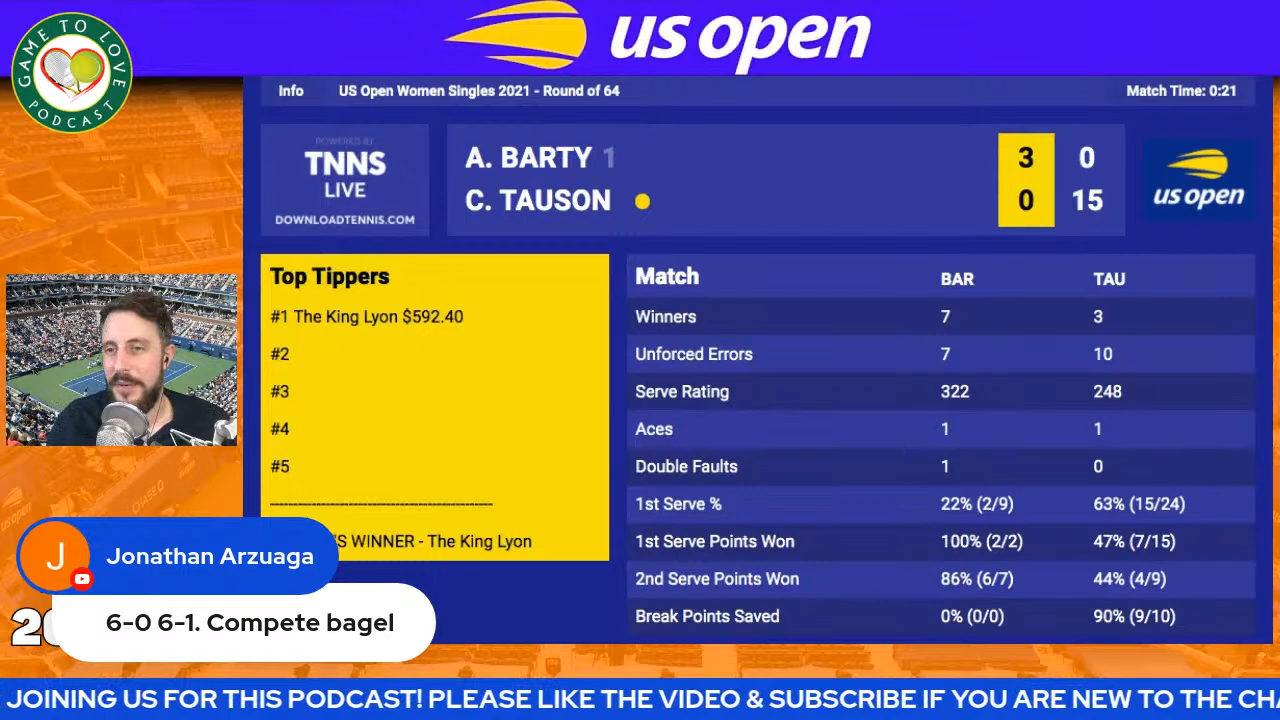 GAME TO LOVE
PODCAST
us open
Info US Open Women Singles 2021 - Round of 64 Match Time: 0:21
POWERED BY
TNNS
LIVE
DOWNLOADTENNIS.COM
A. BARTY 1 3 0
C. TAUSON 0 15
us open
Top Tippers
#1 The King Lyon $592.40
#2
#3
#4
#5
'S WINNER - The King Lyon
Match BAR TAU
Winners 7 3
Unforced Errors 7 10
Serve Rating 322 248
Aces 1 1
Double Faults 1 0
1st Serve % 22% (2/9) 63% (15/24)
1st Serve Points Won 100% (2/2) 47% (7/15)
2nd Serve Points Won 86% (6/7) 44% (4/9)
Break Points Saved 0% (0/0) 90% (9/10)
J Jonathan Arzuaga
6-0 6-1. Compete bagel
JOINING US FOR THIS PODCAST! PLEASE LIKE THE VIDEO & SUBSCRIBE IF YOU ARE NEW TO THE CHA